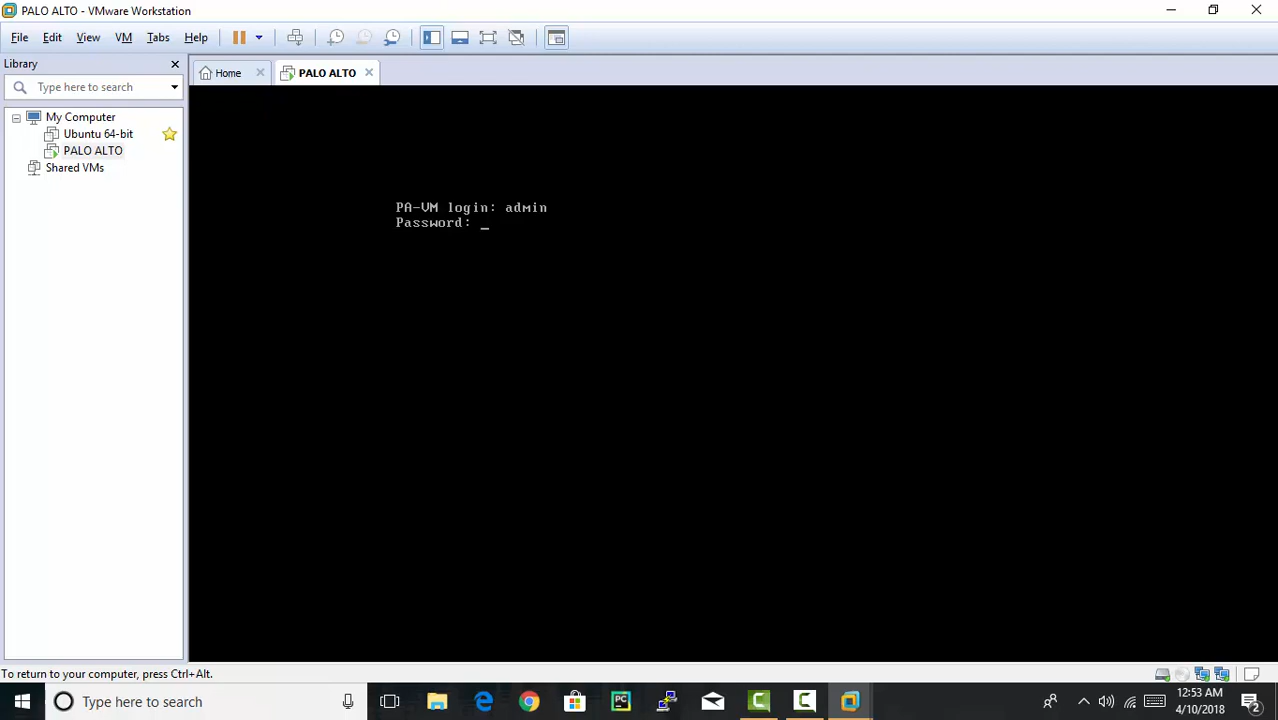 PALO ALTO - VMware Workstation
File Edit View VM Tabs Help
Library
Type here to search
Home
PALO ALTO
My Computer
Ubuntu 64-bit
PALO ALTO
Shared VMs
PA-VM login: admin
Password: _
To return to your computer, press Ctrl+Alt.
Type here to search
PC
12:53 AM
4/10/2018
2